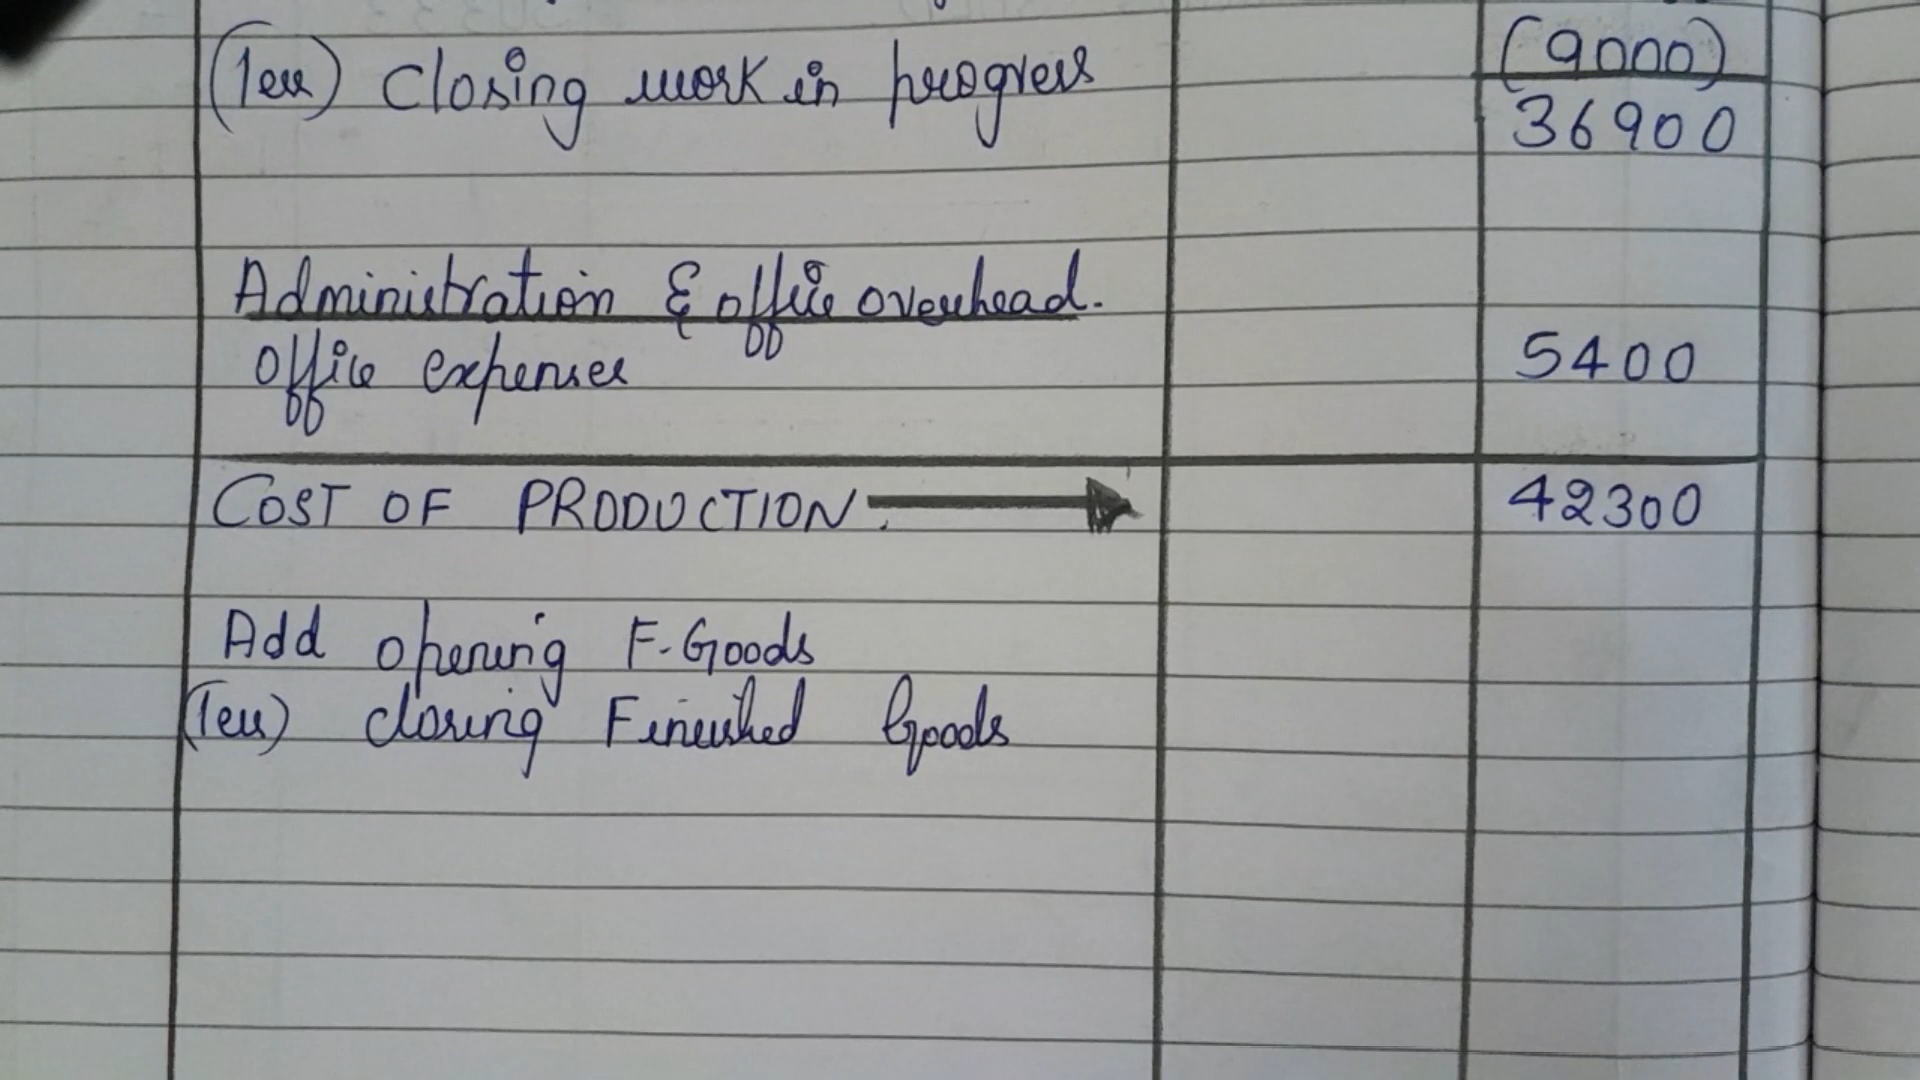 (less) Closing work in progress (9000)
36900
Administration & office overhead.
office expenses 5400
COST OF PRODUCTION. 42300
Add opening F. Goods
(less) closing Finished Goods